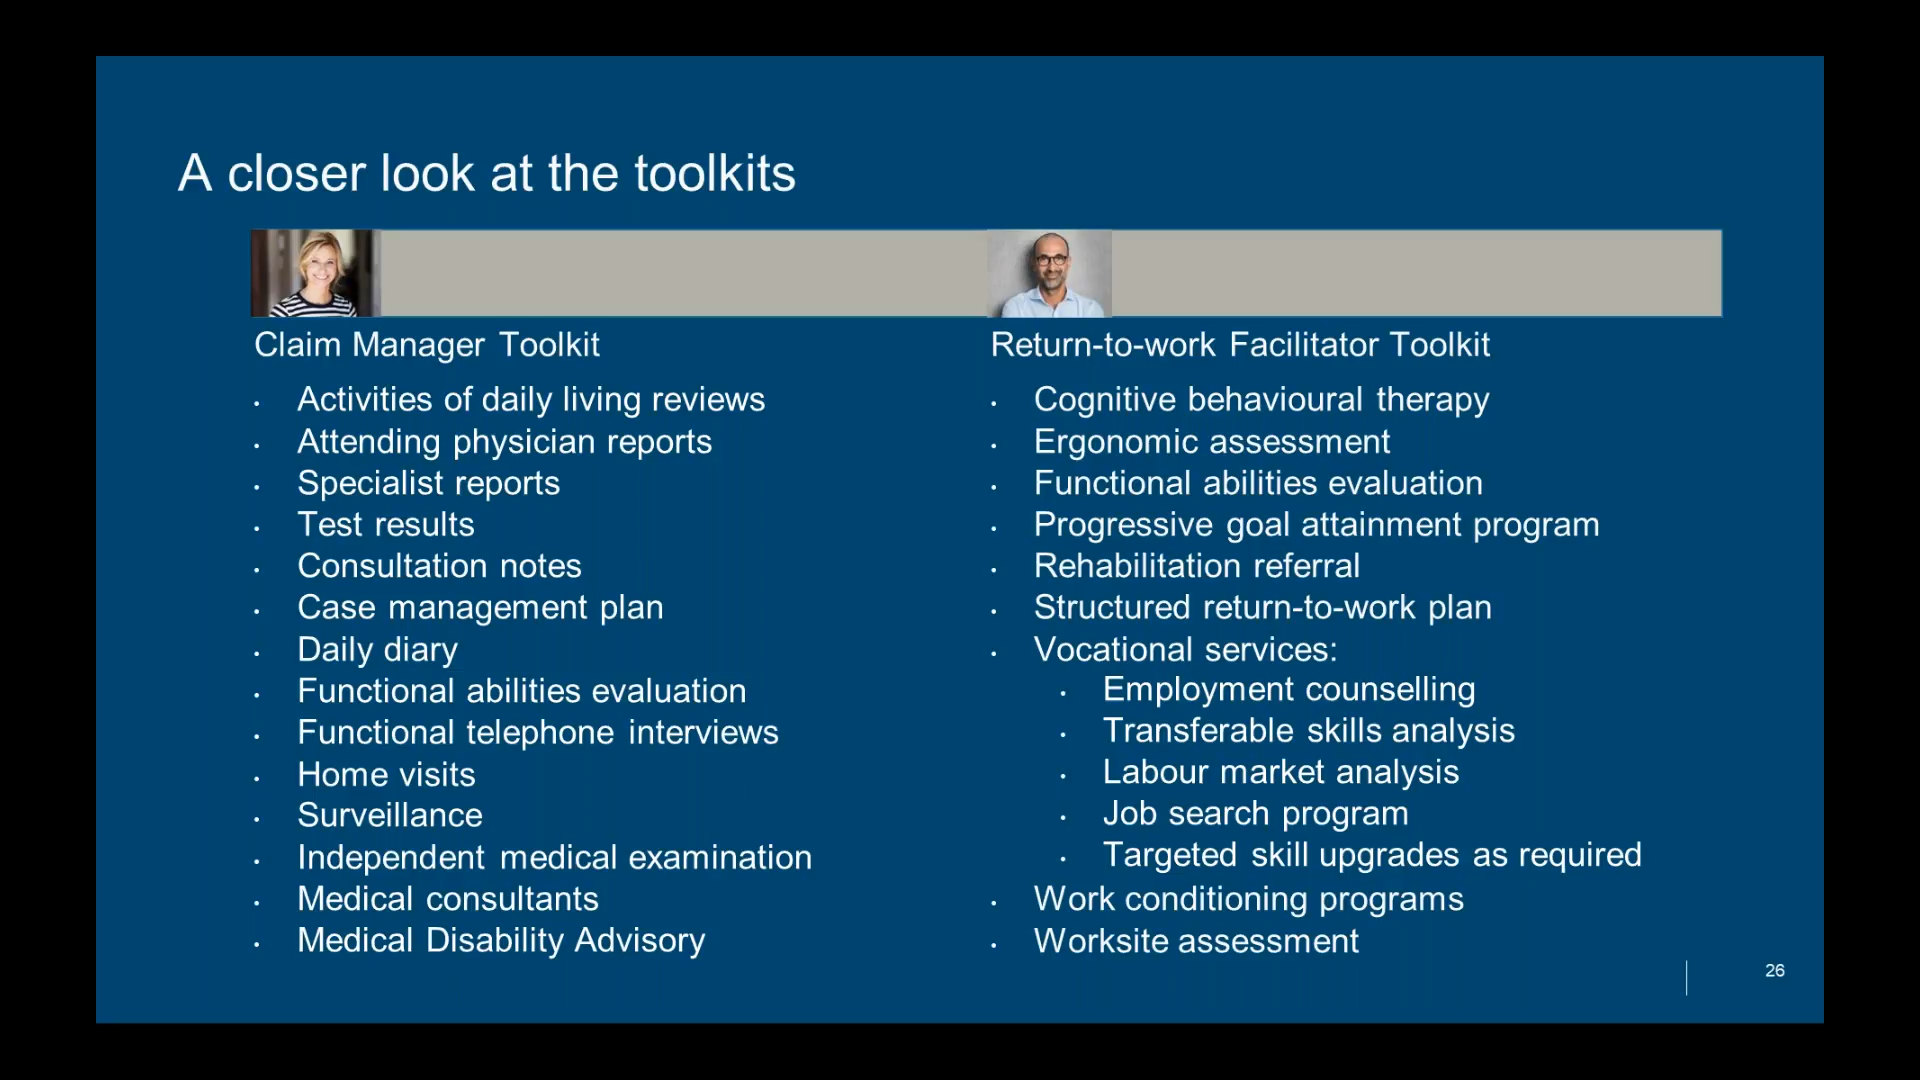 A closer look at the toolkits
Claim Manager Toolkit
• Activities of daily living reviews
• Attending physician reports
• Specialist reports
• Test results
• Consultation notes
• Case management plan
• Daily diary
• Functional abilities evaluation
• Functional telephone interviews
• Home visits
• Surveillance
• Independent medical examination
• Medical consultants
• Medical Disability Advisory
Return-to-work Facilitator Toolkit
• Cognitive behavioural therapy
• Ergonomic assessment
• Functional abilities evaluation
• Progressive goal attainment program
• Rehabilitation referral
• Structured return-to-work plan
• Vocational services:
• Employment counselling
• Transferable skills analysis
• Labour market analysis
• Job search program
• Targeted skill upgrades as required
• Work conditioning programs
• Worksite assessment
26